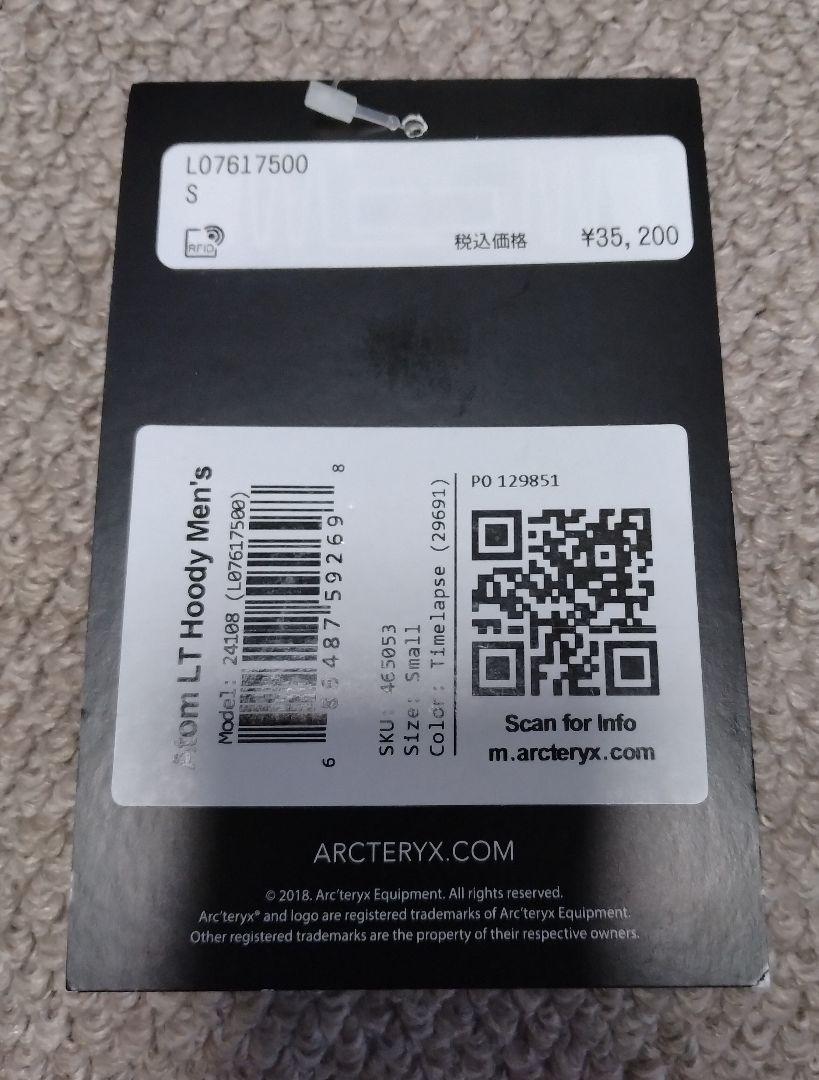 L07617500
S
RFID
税込価格 ¥35,200
Atom LT Hoody Men's
Model: 24108 (L07617500)
6 86487 59269 8
SKU: 465053
Size: Small
Color: Timelapse (29691)
PO 129851
Scan for Info
m.arcteryx.com
ARCTERYX.COM
© 2018. Arc'teryx Equipment. All rights reserved.
Arc'teryx® and logo are registered trademarks of Arc'teryx Equipment.
Other registered trademarks are the property of their respective owners.